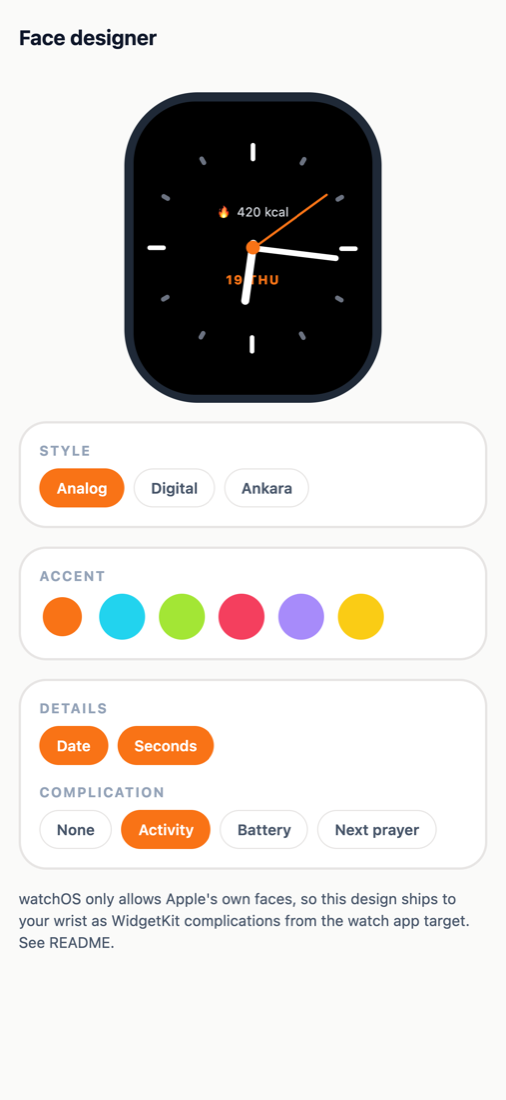 Face designer
🔥 420 kcal
19 THU
STYLE
Analog Digital Ankara
ACCENT
DETAILS
Date Seconds
COMPLICATION
None Activity Battery Next prayer
watchOS only allows Apple's own faces, so this design ships to
your wrist as WidgetKit complications from the watch app target.
See README.